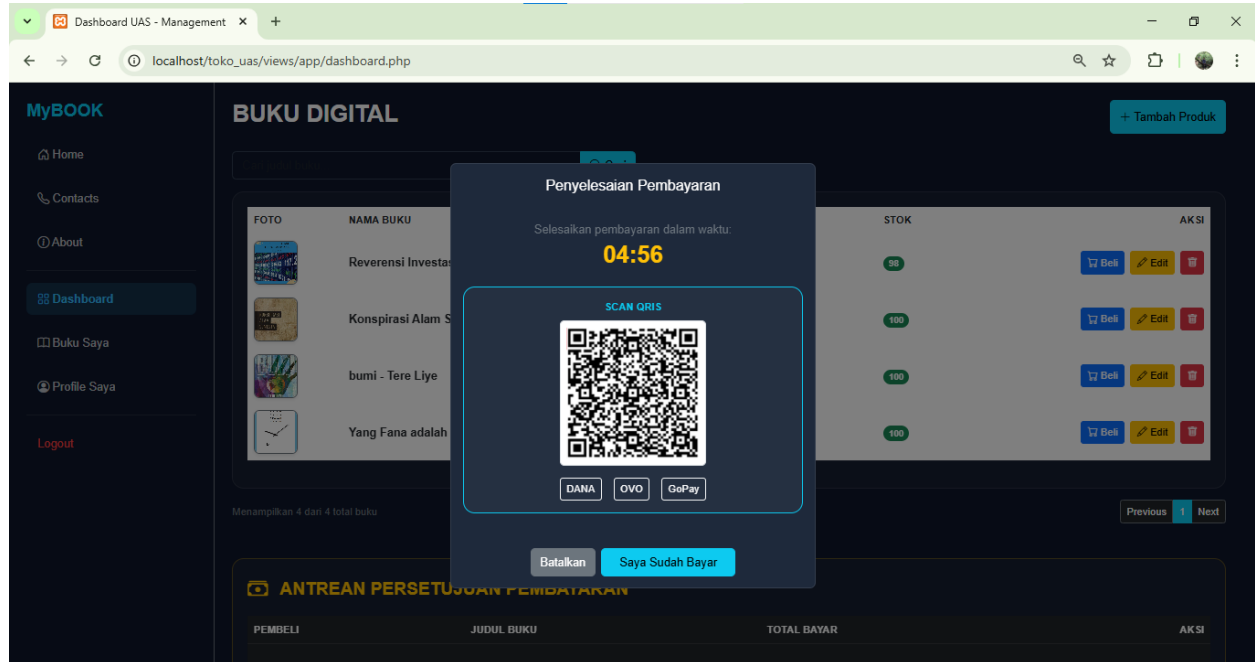 Dashboard UAS - Management
localhost/toko_uas/views/app/dashboard.php
MyBOOK
Home
Contacts
About
Dashboard
Buku Saya
Profile Saya
Logout
BUKU DIGITAL
+ Tambah Produk
FOTO NAMA BUKU STOK AKSI
Reverensi Investas 98 Beli Edit
Konspirasi Alam S 100 Beli Edit
bumi - Tere Liye 100 Beli Edit
Yang Fana adalah 100 Beli Edit
Menampilkan 4 dari 4 total buku
Previous 1 Next
Penyelesaian Pembayaran
Selesaikan pembayaran dalam waktu:
04:56
SCAN QRIS
DANA OVO GoPay
Batalkan Saya Sudah Bayar
ANTREAN PERSETUJUAN PEMBAYARAN
PEMBELI JUDUL BUKU TOTAL BAYAR AKSI